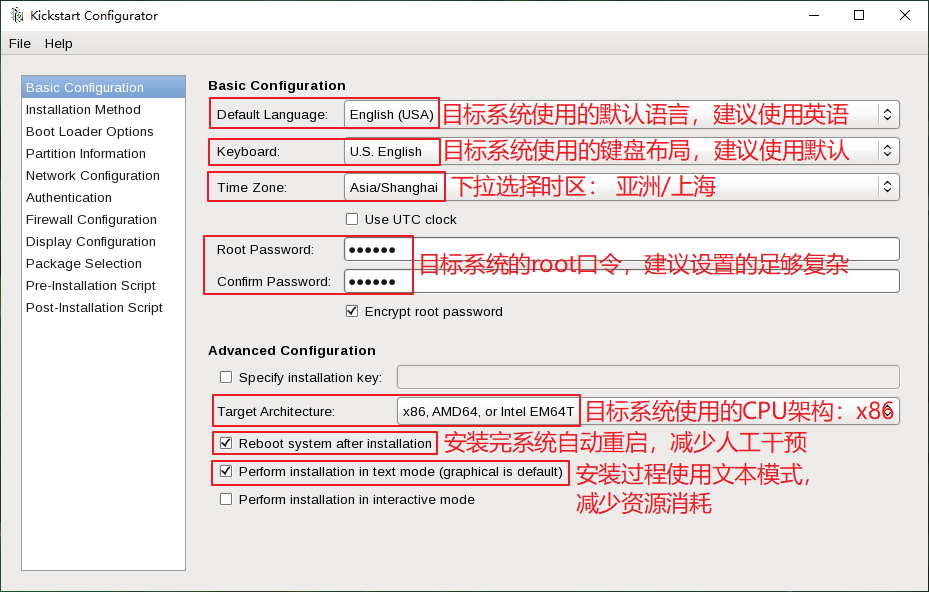 Kickstart Configurator
File Help
Basic Configuration
Installation Method
Boot Loader Options
Partition Information
Network Configuration
Authentication
Firewall Configuration
Display Configuration
Package Selection
Pre-Installation Script
Post-Installation Script
Basic Configuration
Default Language: English (USA) 目标系统使用的默认语言，建议使用英语
Keyboard: U.S. English 目标系统使用的键盘布局，建议使用默认
Time Zone: Asia/Shanghai 下拉选择时区： 亚洲/上海
Use UTC clock
Root Password: ●●●●●●
目标系统的root口令，建议设置的足够复杂
Confirm Password: ●●●●●●
Encrypt root password
Advanced Configuration
Specify installation key:
Target Architecture: x86, AMD64, or Intel EM64T 目标系统使用的CPU架构：x86
Reboot system after installation 安装完系统自动重启，减少人工干预
Perform installation in text mode (graphical is default) 安装过程使用文本模式，
减少资源消耗
Perform installation in interactive mode